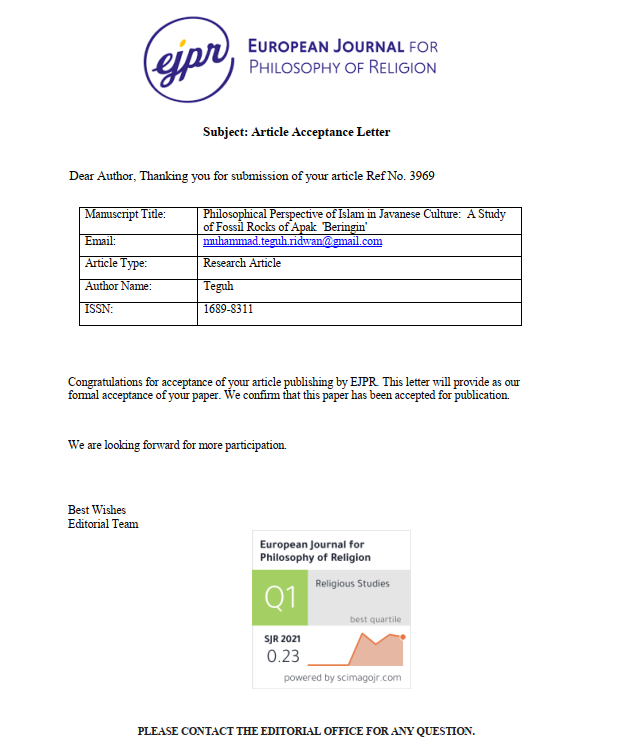 ejpr
EUROPEAN JOURNAL FOR
PHILOSOPHY OF RELIGION
Subject: Article Acceptance Letter
Dear Author, Thanking you for submission of your article Ref No. 3969
Manuscript Title: Philosophical Perspective of Islam in Javanese Culture: A Study
of Fossil Rocks of Apak 'Beringin'
Email: muhammad.teguh.ridwan@gmail.com
Article Type: Research Article
Author Name: Teguh
ISSN: 1689-8311
Congratulations for acceptance of your article publishing by EJPR. This letter will provide as our
formal acceptance of your paper. We confirm that this paper has been accepted for publication.
We are looking forward for more participation.
Best Wishes
Editorial Team
European Journal for
Philosophy of Religion
Q1
Religious Studies
best quartile
SJR 2021
0.23
powered by scimagojr.com
PLEASE CONTACT THE EDITORIAL OFFICE FOR ANY QUESTION.